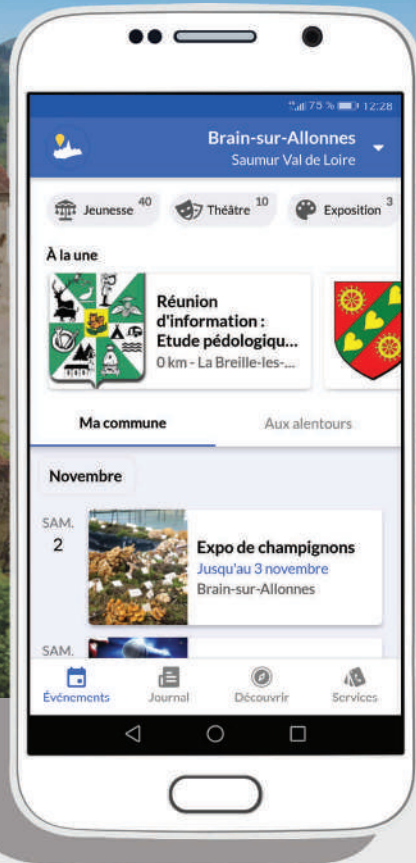 75 % 12:28
Brain-sur-Allonnes
Saumur Val de Loire
Jeunesse 40 Théâtre 10 Exposition 3
À la une
Réunion
d'information :
Etude pédologiqu...
0 km - La Breille-les-...
Ma commune Aux alentours
Novembre
SAM.
2
Expo de champignons
Jusqu'au 3 novembre
Brain-sur-Allonnes
SAM.
Événements Journal Découvrir Services